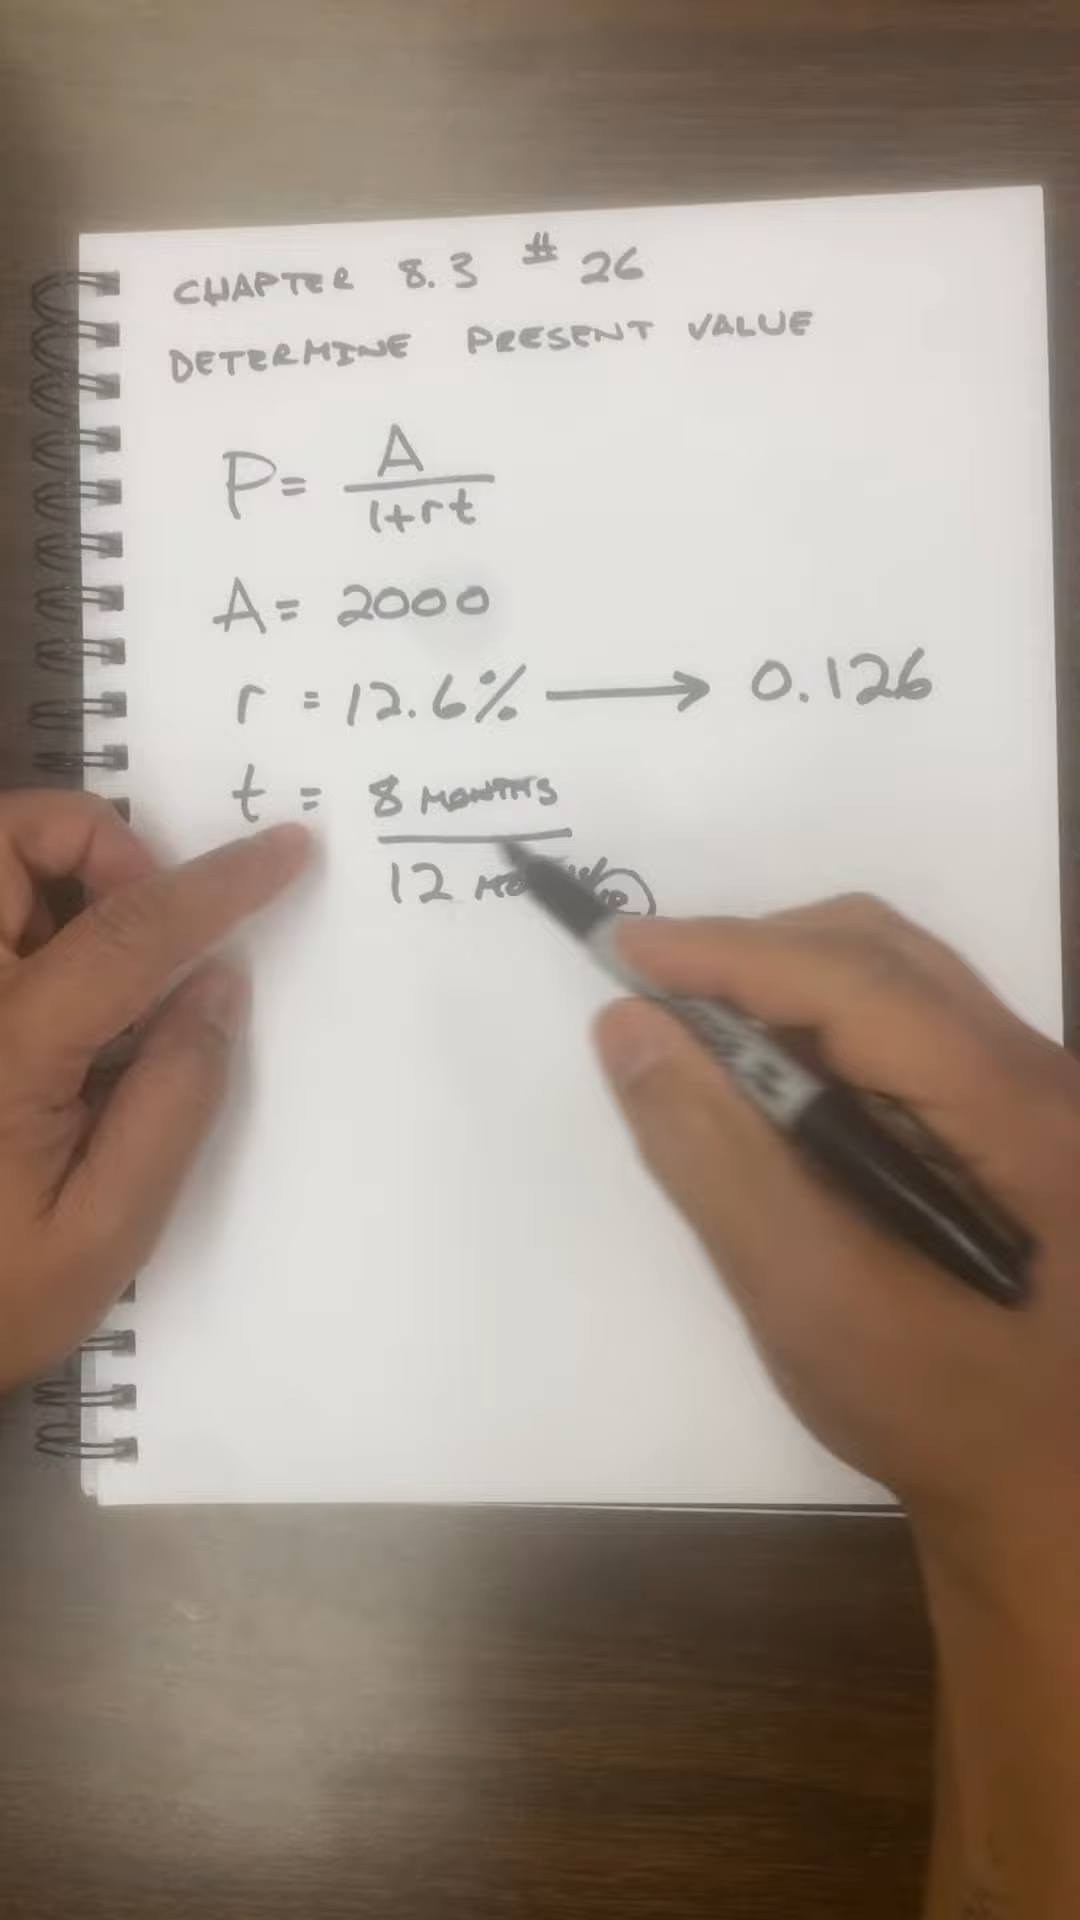 CHAPTER 8.3 # 26
DETERMINE PRESENT VALUE
P = A
1+rt
A = 2000
r = 12.6% → 0.126
t = 8 MONTHS
12